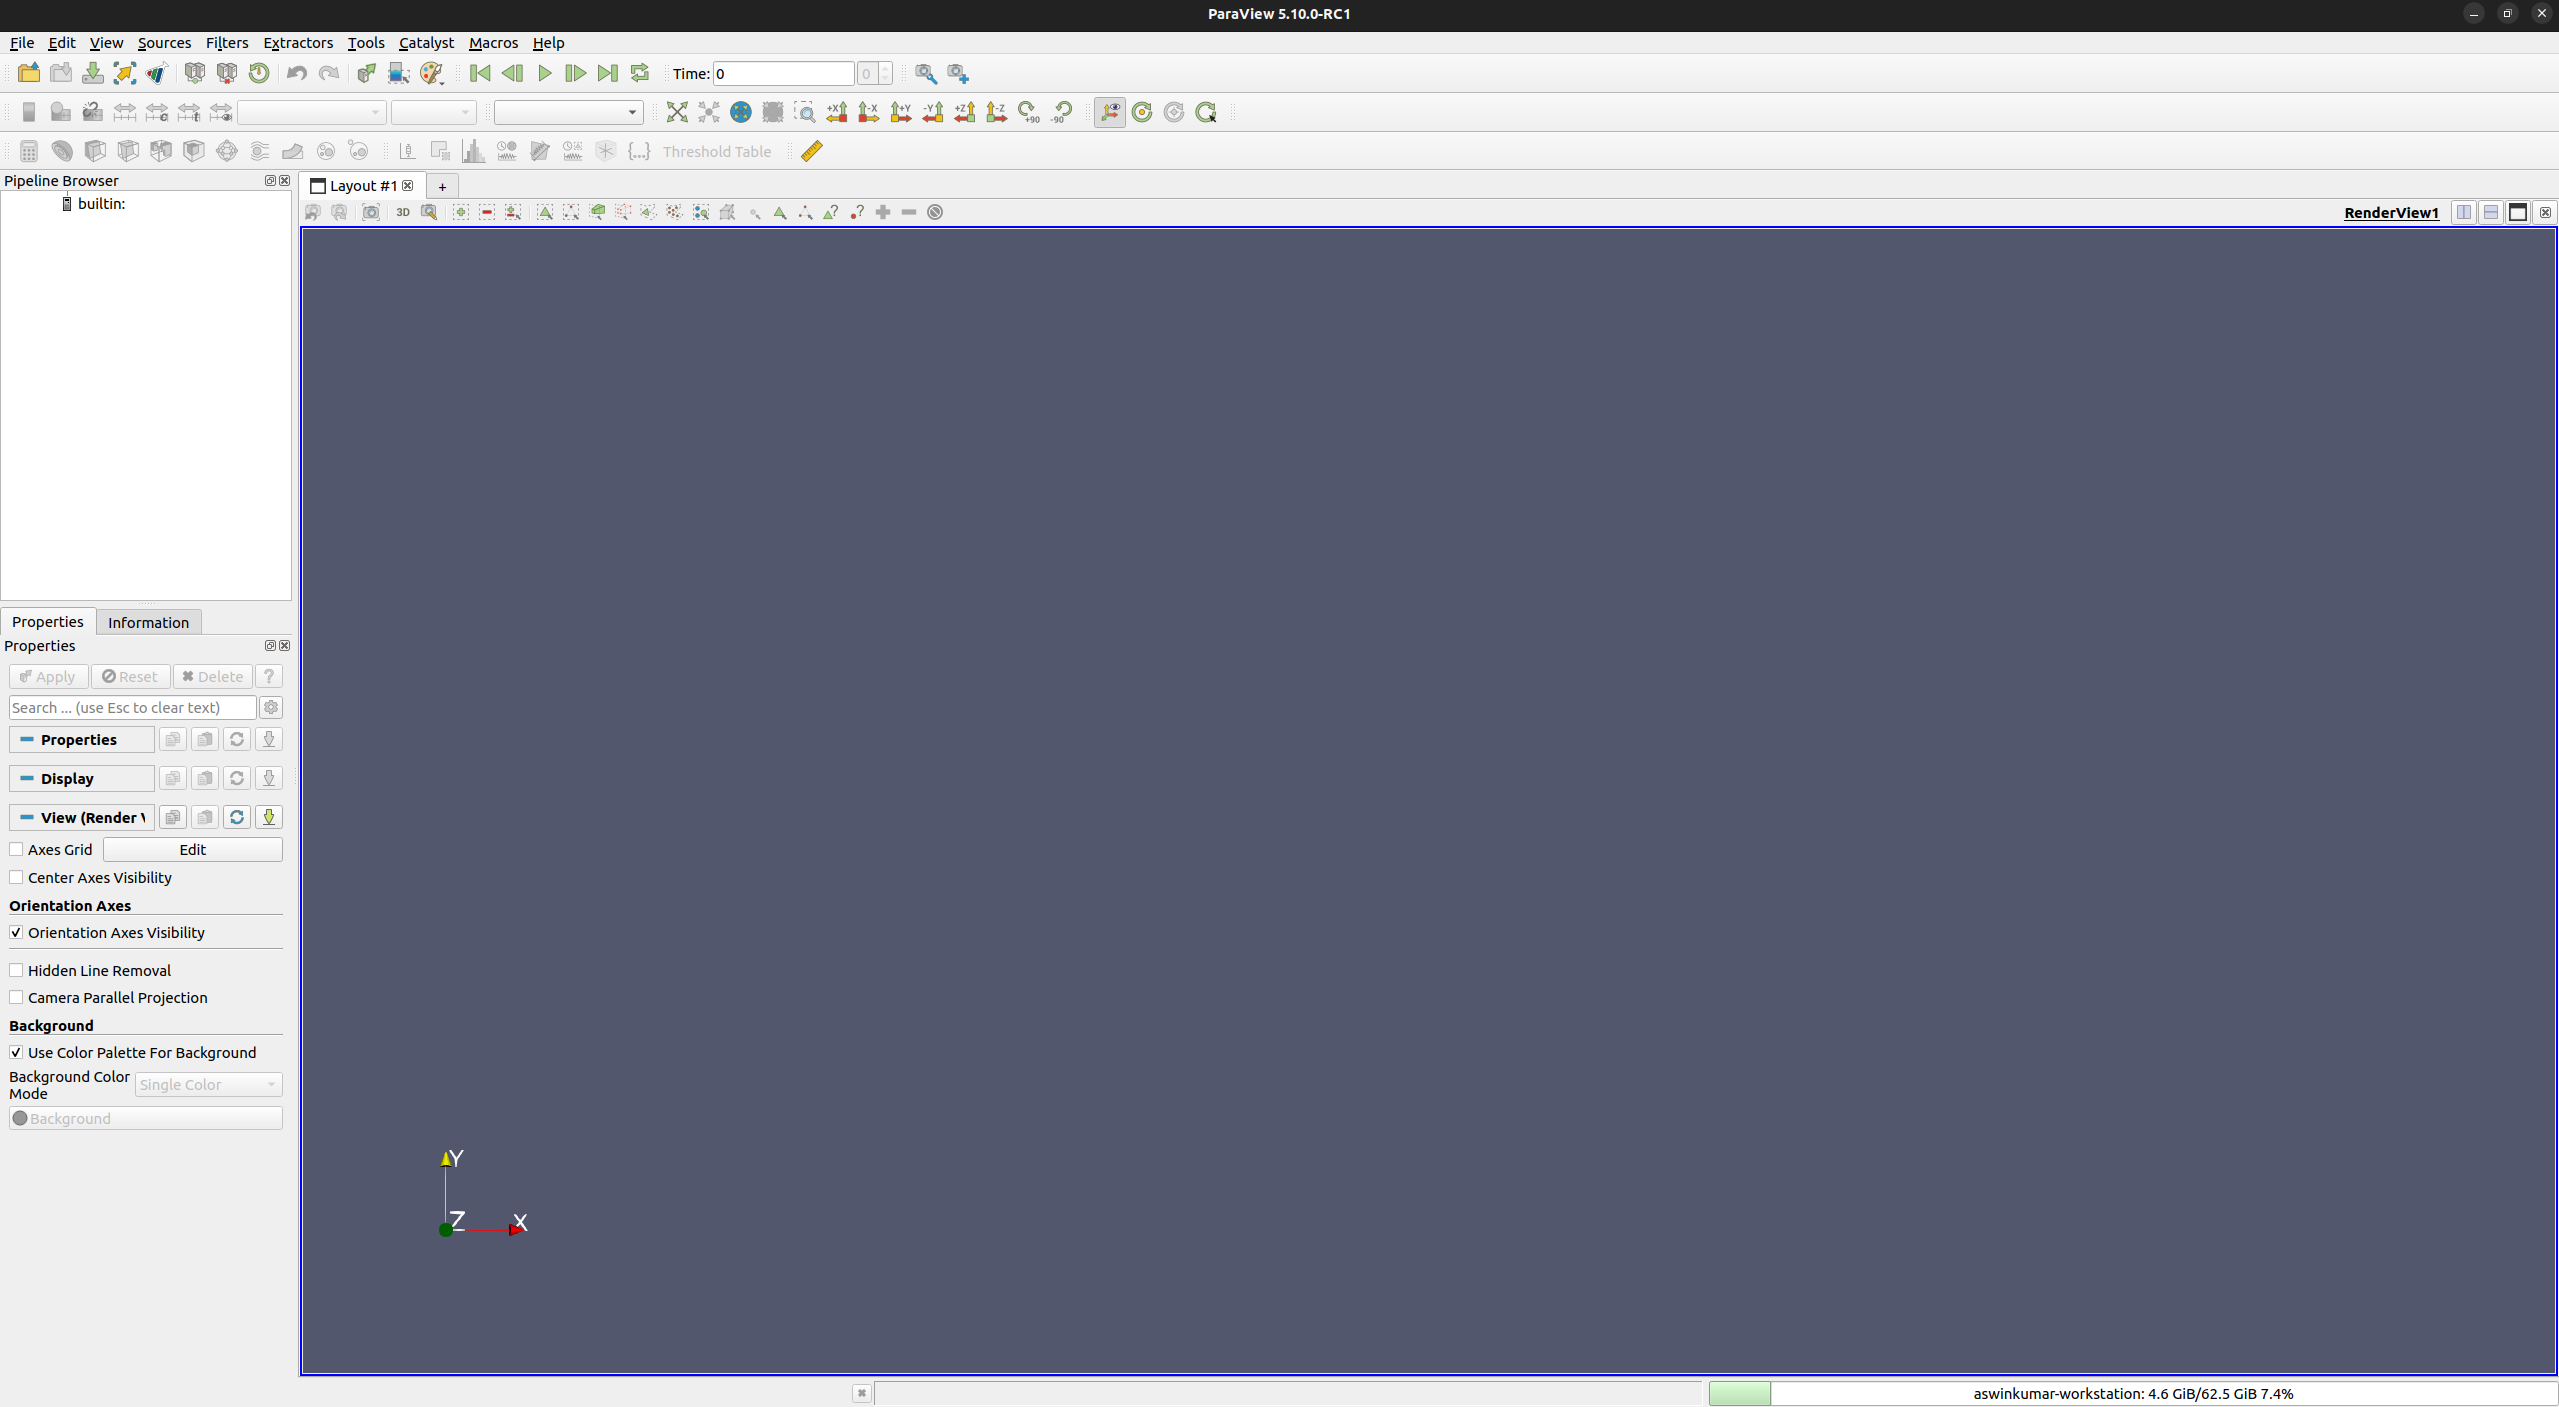 ParaView 5.10.0-RC1
File Edit View Sources Filters Extractors Tools Catalyst Macros Help
Time: 0 0
+X -X +Y -Y +Z -Z +90 -90
Threshold Table
Pipeline Browser
builtin:
Layout #1 +
3D
RenderView1
Properties Information
Properties
Apply Reset Delete ?
Search ... (use Esc to clear text)
Properties
Display
View (Render
Axes Grid Edit
Center Axes Visibility
Orientation Axes
Orientation Axes Visibility
Hidden Line Removal
Camera Parallel Projection
Background
Use Color Palette For Background
Background Color Mode Single Color
Background
Y
Z X
aswinkumar-workstation: 4.6 GiB/62.5 GiB 7.4%